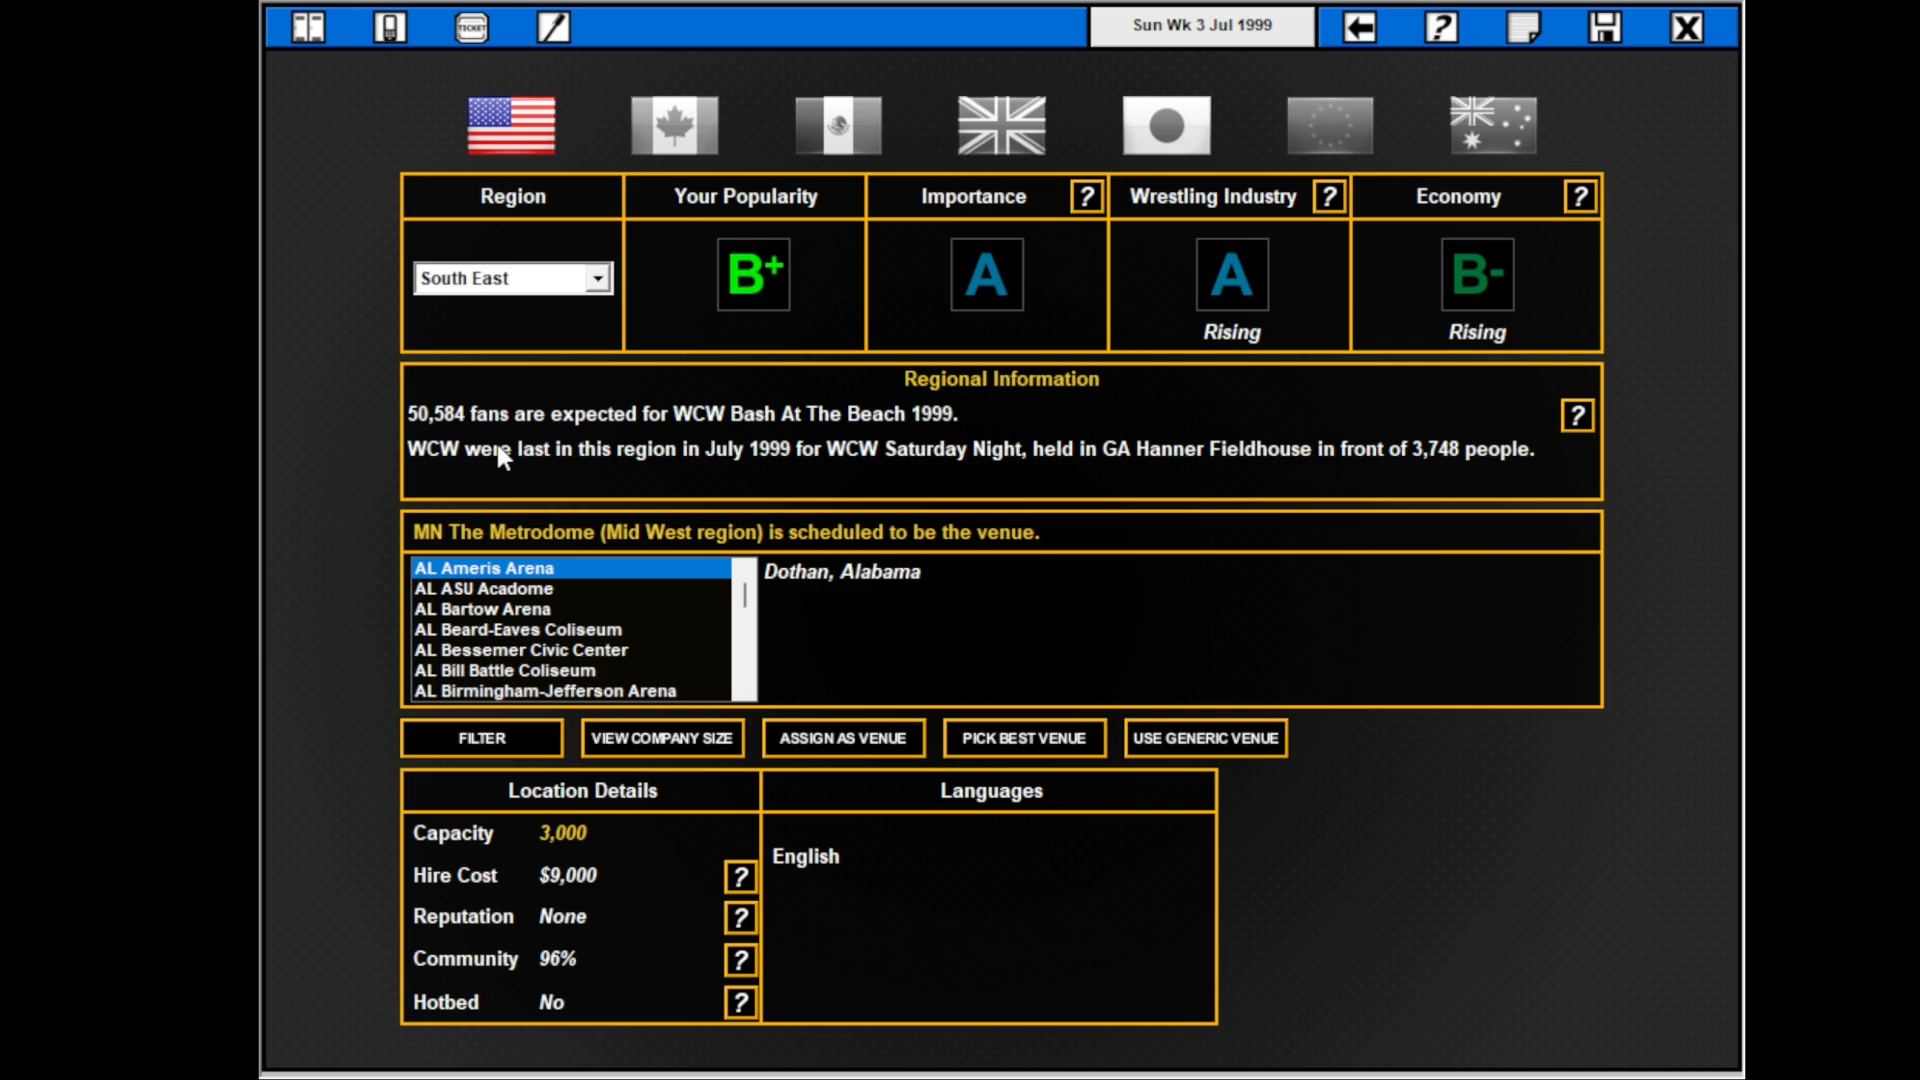 TICKET
Sun Wk 3 Jul 1999
?
Region
Your Popularity
Importance ?
Wrestling Industry ?
Economy ?
South East
B+
A
A
Rising
B-
Rising
Regional Information
50,584 fans are expected for WCW Bash At The Beach 1999.
?
WCW were last in this region in July 1999 for WCW Saturday Night, held in GA Hanner Fieldhouse in front of 3,748 people.
MN The Metrodome (Mid West region) is scheduled to be the venue.
AL Ameris Arena
AL ASU Acadome
AL Bartow Arena
AL Beard-Eaves Coliseum
AL Bessemer Civic Center
AL Bill Battle Coliseum
AL Birmingham-Jefferson Arena
Dothan, Alabama
FILTER
VIEW COMPANY SIZE
ASSIGN AS VENUE
PICK BEST VENUE
USE GENERIC VENUE
Location Details
Languages
Capacity 3,000
Hire Cost $9,000 ?
Reputation None ?
Community 96% ?
Hotbed No ?
English